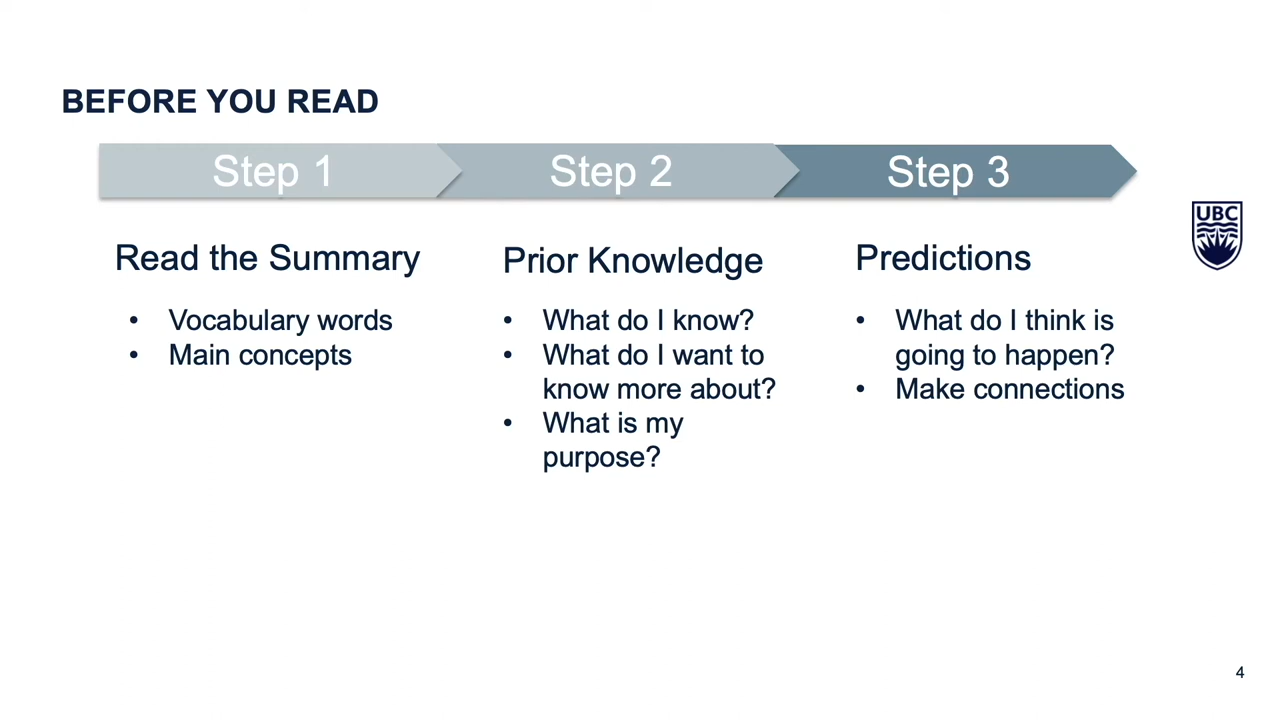 BEFORE YOU READ
Step 1
Step 2
Step 3
UBC
Read the Summary
• Vocabulary words
• Main concepts
Prior Knowledge
• What do I know?
• What do I want to
know more about?
• What is my
purpose?
Predictions
• What do I think is
going to happen?
• Make connections
4